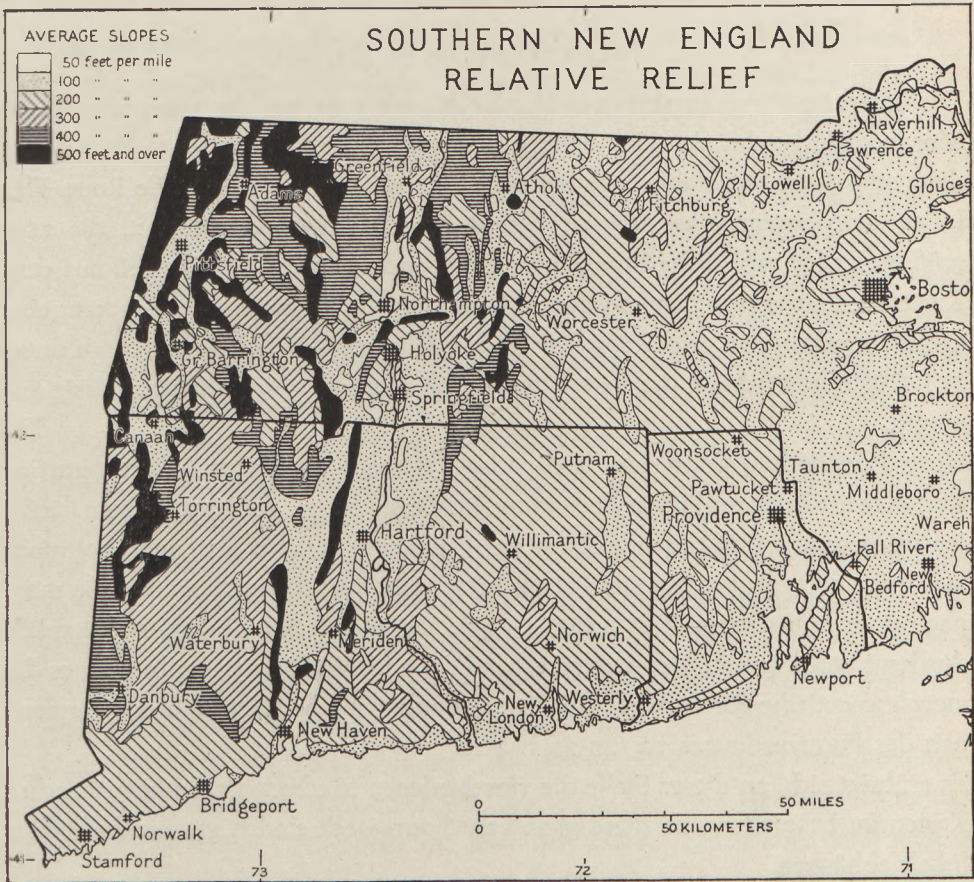 SOUTHERN NEW ENGLAND
RELATIVE RELIEF
AVERAGE SLOPES
50 feet per mile
100 " " "
200 " " "
300 " " "
400 " " "
500 feet and over
Haverhill
Lawrence
Lowell
Glouces
Greenfield
Adams
Athol
Fitchburg
Pittsfield
Northampton
Worcester
Bosto
Gr. Barrington
Holyoke
Springfield
Brockton
42
Canaan
Winsted
Putnam
Woonsocket
Taunton
Torrington
Pawtucket
Middleboro
Providence
Wareh
Hartford
Willimantic
Fall River
New
Bedford
Waterbury
Meriden
Norwich
Newport
Danbury
New
London
Westerly
New Haven
Bridgeport
0 50 MILES
0 50 KILOMETERS
Norwalk
Stamford
41
73
72
71